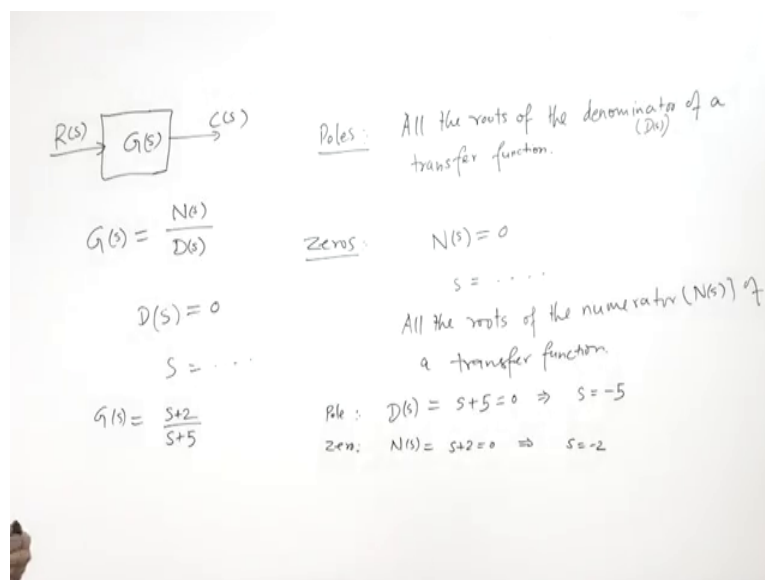 R(s) G(s) C(s)
Poles: All the roots of the denominator of a
(D(s))
transfer function.
G(s) = N(s)
D(s)
Zeros: N(s) = 0
s = ....
D(s) = 0
s = ...
All the roots of the numerator (N(s)) of
a transfer function.
G(s) = s+2
s+5
Pole: D(s) = s+5=0 ⇒ s=-5
Zero: N(s) = s+2=0 ⇒ s=-2